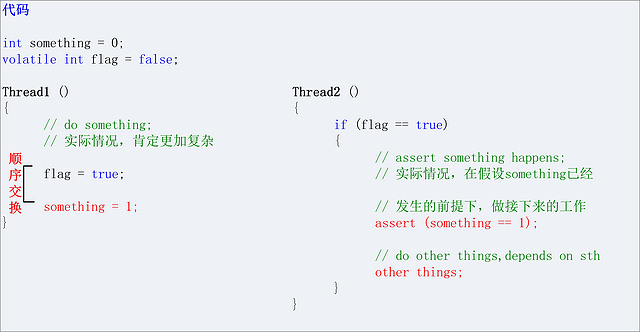 代码
int something = 0;
volatile int flag = false;
Thread1 ()
{
// do something;
// 实际情况，肯定更加复杂
顺序交换
flag = true;
something = 1;
}
Thread2 ()
{
if (flag == true)
{
// assert something happens;
// 实际情况，在假设something已经
// 发生的前提下，做接下来的工作
assert (something == 1);
// do other things,depends on sth
other things;
}
}